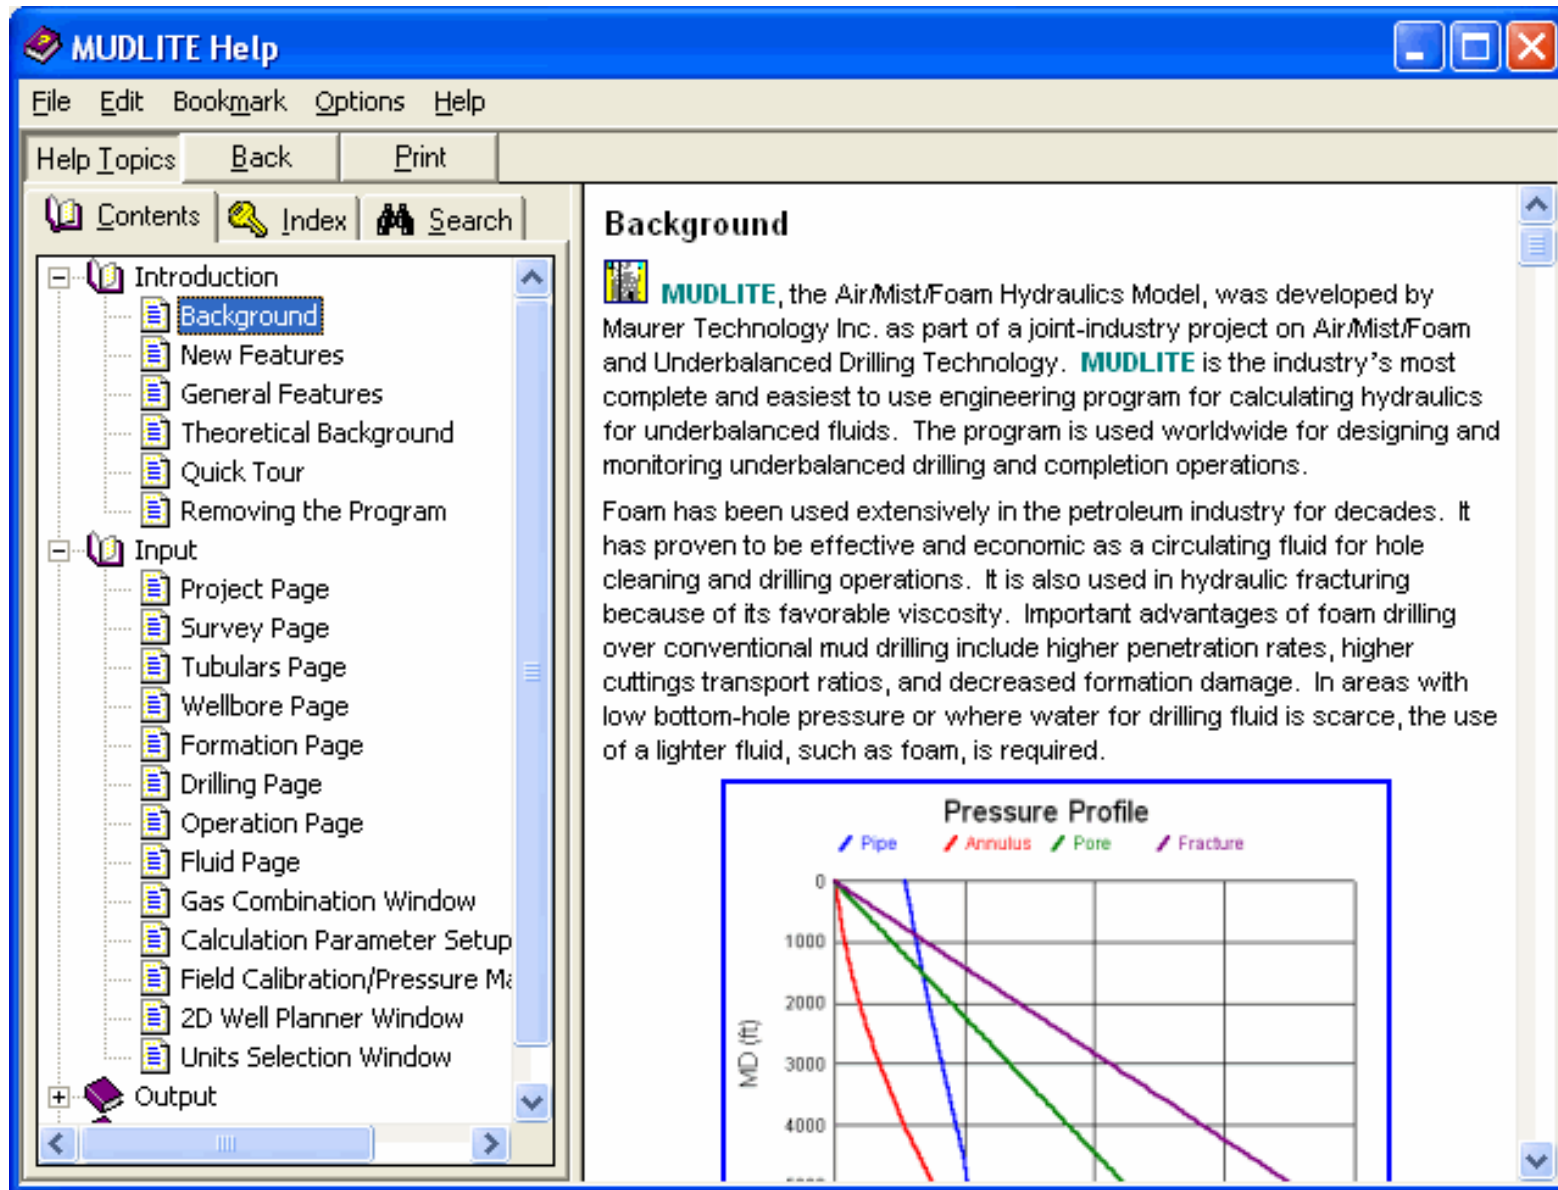 MUDLITE Help
File Edit Bookmark Options Help
Help Topics Back Print
Contents Index Search
Introduction
Background
New Features
General Features
Theoretical Background
Quick Tour
Removing the Program
Input
Project Page
Survey Page
Tubulars Page
Wellbore Page
Formation Page
Drilling Page
Operation Page
Fluid Page
Gas Combination Window
Calculation Parameter Setup
Field Calibration/Pressure Ma
2D Well Planner Window
Units Selection Window
Output
Background
MUDLITE, the Air/Mist/Foam Hydraulics Model, was developed by
Maurer Technology Inc. as part of a joint-industry project on Air/Mist/Foam
and Underbalanced Drilling Technology. MUDLITE is the industry's most
complete and easiest to use engineering program for calculating hydraulics
for underbalanced fluids. The program is used worldwide for designing and
monitoring underbalanced drilling and completion operations.
Foam has been used extensively in the petroleum industry for decades. It
has proven to be effective and economic as a circulating fluid for hole
cleaning and drilling operations. It is also used in hydraulic fracturing
because of its favorable viscosity. Important advantages of foam drilling
over conventional mud drilling include higher penetration rates, higher
cuttings transport ratios, and decreased formation damage. In areas with
low bottom-hole pressure or where water for drilling fluid is scarce, the use
of a lighter fluid, such as foam, is required.
Pressure Profile
Pipe Annulus Pore Fracture
0
1000
2000
MD (ft)
3000
4000